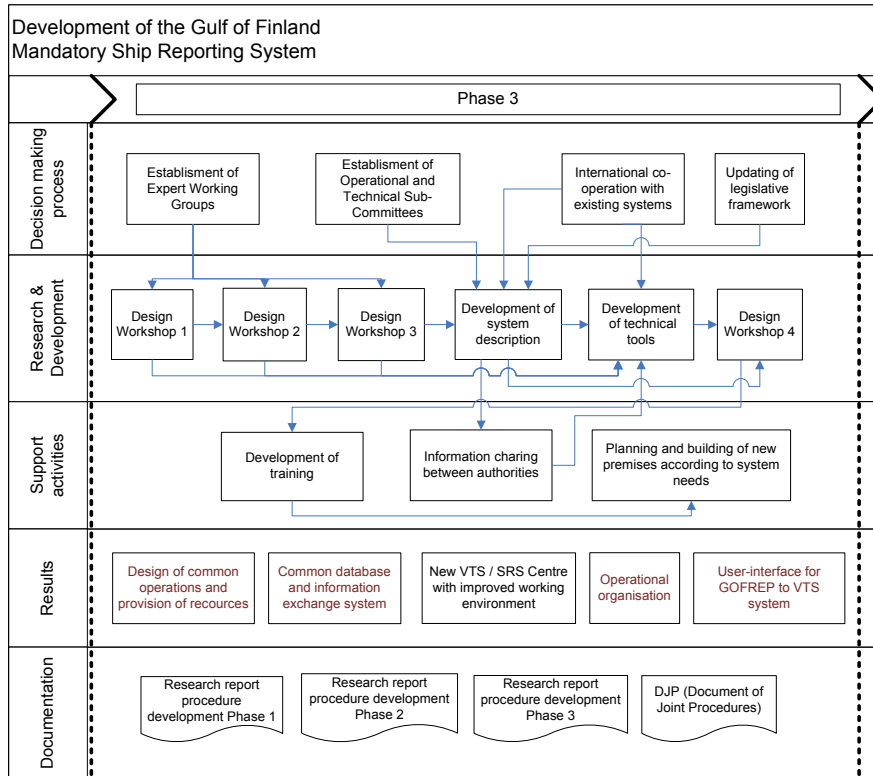 Development of the Gulf of Finland
Mandatory Ship Reporting System
Phase 3
Decision making
process
Establisment of
Expert Working
Groups
Establisment of
Operational and
Technical Sub-
Committees
International co-
operation with
existing systems
Updating of
legislative
framework
Research &
Development
Design
Workshop 1
Design
Workshop 2
Design
Workshop 3
Development of
system
description
Development
of technical
tools
Design
Workshop 4
Support
activities
Development of
training
Information charing
between authorities
Planning and building of new
premises according to system
needs
Results
Design of common
operations and
provision of recources
Common database
and information
exchange system
New VTS / SRS Centre
with improved working
environment
Operational
organisation
User-interface for
GOFREP to VTS
system
Documentation
Research report
procedure
development Phase 1
Research report
procedure development
Phase 2
Research report
procedure development
Phase 3
DJP (Document of
Joint Procedures)